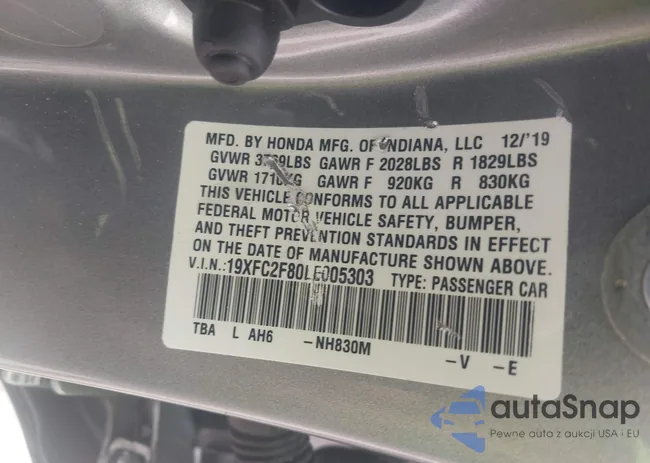 MFD. BY HONDA MFG. OF INDIANA, LLC 12/'19
GVWR LBS GAWR F 2028LBS R 1829LBS
GVWR GAWR F 920KG R 830KG
THIS VEHICLE CONFORMS TO ALL APPLICABLE
FEDERAL MOTOR VEHICLE SAFETY, BUMPER,
AND THEFT PREVENTION STANDARDS IN EFFECT
ON THE DATE OF MANUFACTURE SHOWN ABOVE.
V.I.N.:19XFC2F80LE005303 TYPE: PASSENGER CAR
TBA L AH6 -NH830M -V -E
autaSnap
Pewne auta z aukcji USA i EU